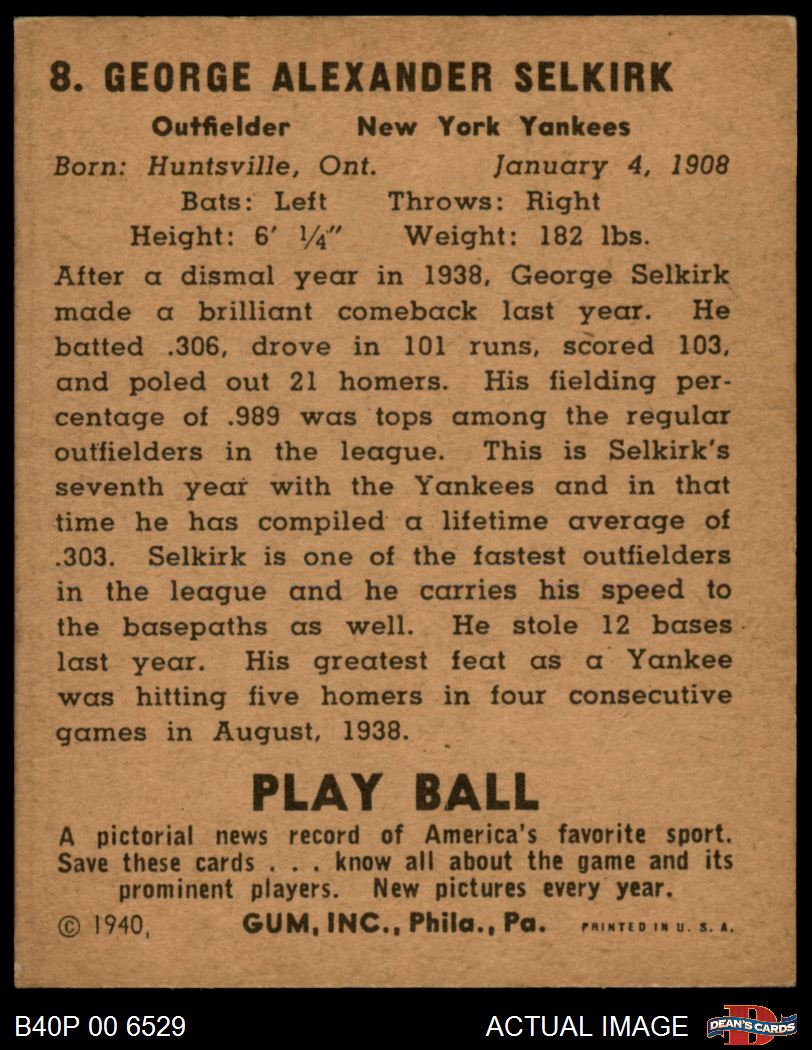 8. GEORGE ALEXANDER SELKIRK
Outfielder New York Yankees
Born: Huntsville, Ont. January 4, 1908
Bats: Left Throws: Right
Height: 6′ ¼″ Weight: 182 lbs.
After a dismal year in 1938, George Selkirk
made a brilliant comeback last year. He
batted .306, drove in 101 runs, scored 103,
and poled out 21 homers. His fielding per-
centage of .989 was tops among the regular
outfielders in the league. This is Selkirk's
seventh year with the Yankees and in that
time he has compiled a lifetime average of
.303. Selkirk is one of the fastest outfielders
in the league and he carries his speed to
the basepaths as well. He stole 12 bases
last year. His greatest feat as a Yankee
was hitting five homers in four consecutive
games in August, 1938.
PLAY BALL
A pictorial news record of America's favorite sport.
Save these cards . . . know all about the game and its
prominent players. New pictures every year.
© 1940, GUM, INC., Phila., Pa. PRINTED IN U. S. A.
B40P 00 6529 ACTUAL IMAGE D DEAN'S CARDS